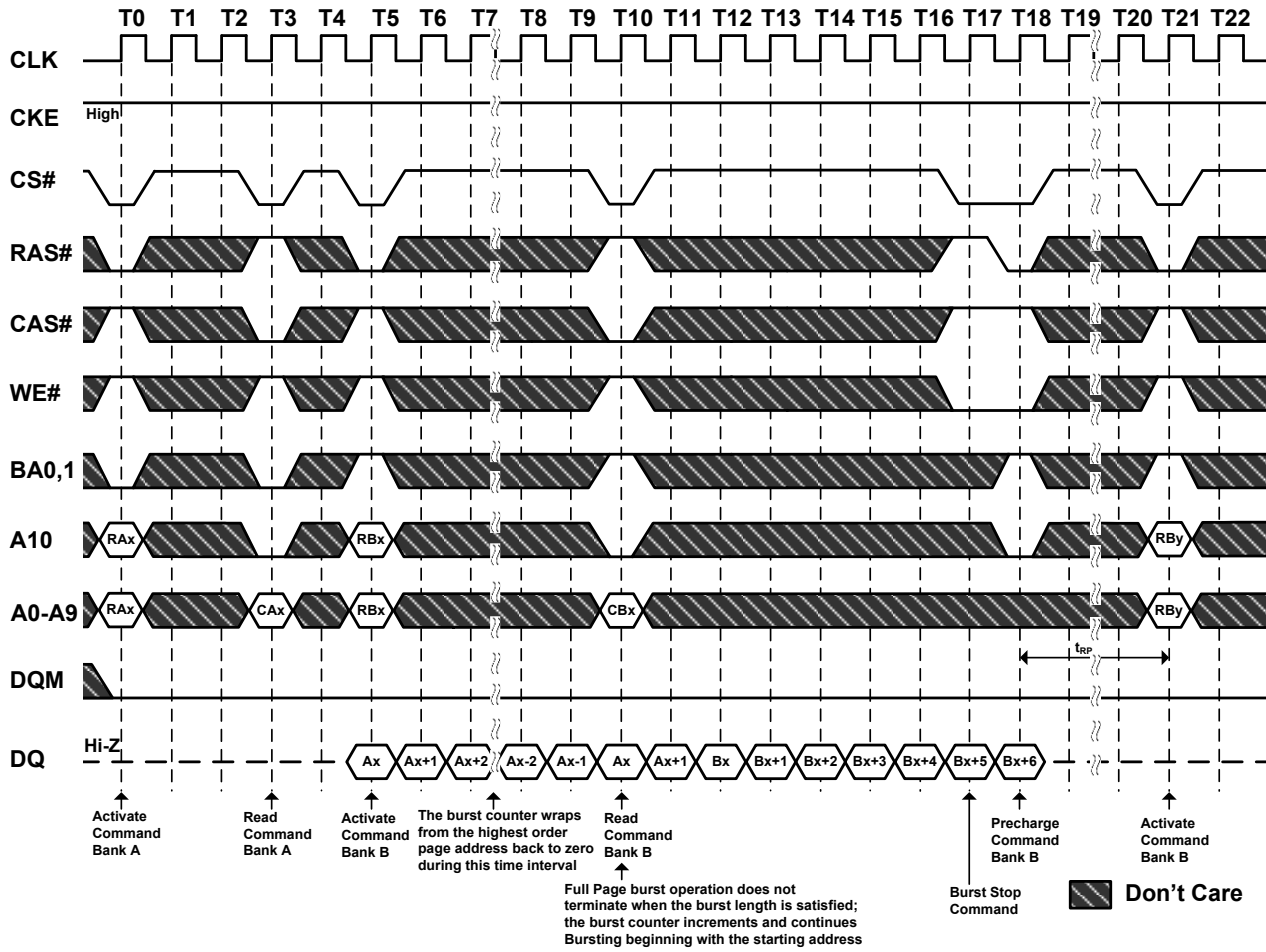 T0 T1 T2 T3 T4 T5 T6 T7 T8 T9 T10 T11 T12 T13 T14 T15 T16 T17 T18 T19 T20 T21 T22
CLK
CKE High
CS#
RAS#
CAS#
WE#
BA0,1
A10 RAx RBx RBy
A0-A9 RAx CAx RBx CBx RBy
tRP
DQM
Hi-Z
DQ Ax Ax+1 Ax+2 Ax-2 Ax-1 Ax Ax+1 Bx Bx+1 Bx+2 Bx+3 Bx+4 Bx+5 Bx+6
Activate
Command
Bank A
Read
Command
Bank A
Activate
Command
Bank B
The burst counter wraps
from the highest order
page address back to zero
during this time interval
Read
Command
Bank B
Full Page burst operation does not
terminate when the burst length is satisfied;
the burst counter increments and continues
Bursting beginning with the starting address
Burst Stop
Command
Precharge
Command
Bank B
Activate
Command
Bank B
Don't Care